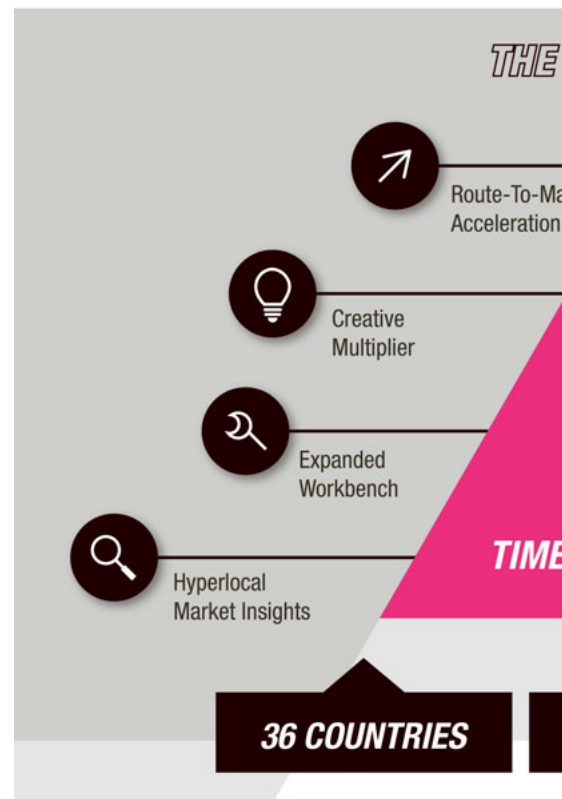 THE
Route-To-Ma
Acceleration
Creative
Multiplier
Expanded
Workbench
TIME
Hyperlocal
Market Insights
36 COUNTRIES